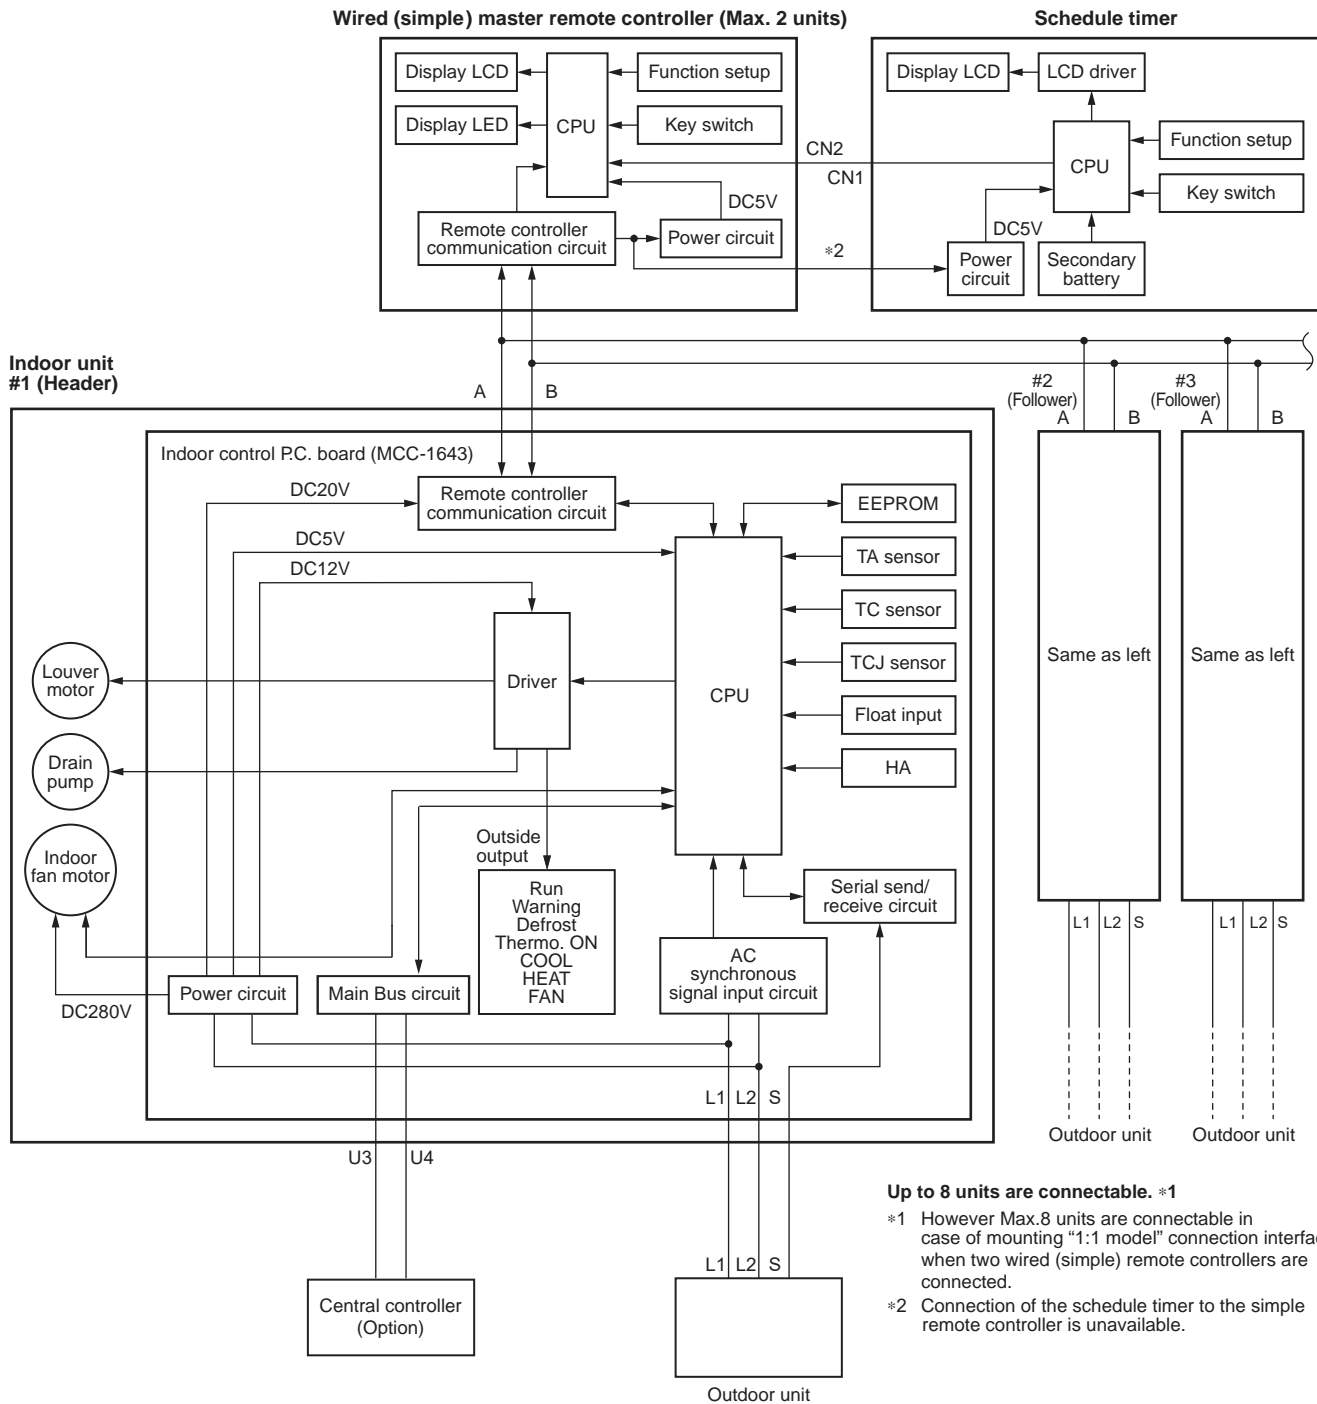 Wired (simple) master remote controller (Max. 2 units)
Schedule timer
Display LCD
Function setup
Display LED
CPU
Key switch
DC5V
Remote controller
communication circuit
Power circuit
Display LCD
LCD driver
CPU
Function setup
Key switch
DC5V
Power
circuit
Secondary
battery
CN2
CN1
*2
Indoor unit
#1 (Header)
A
B
#2
(Follower)
A
B
#3
(Follower)
A
B
Indoor control P.C. board (MCC-1643)
DC20V
Remote controller
communication circuit
DC5V
DC12V
EEPROM
TA sensor
TC sensor
TCJ sensor
Float input
HA
CPU
Driver
Louver
motor
Drain
pump
Indoor
fan motor
Outside
output
Run
Warning
Defrost
Thermo. ON
COOL
HEAT
FAN
Serial send/
receive circuit
AC
synchronous
signal input circuit
Power circuit
Main Bus circuit
DC280V
L1
L2
S
Same as left
Same as left
L1
L2
S
L1
L2
S
Outdoor unit
Outdoor unit
U3
U4
Central controller
(Option)
L1
L2
S
Outdoor unit
Up to 8 units are connectable. *1
*1 However Max.8 units are connectable in
case of mounting “1:1 model” connection
when two wired (simple) remote controllers are
connected.
*2 Connection of the schedule timer to the simple
remote controller is unavailable.